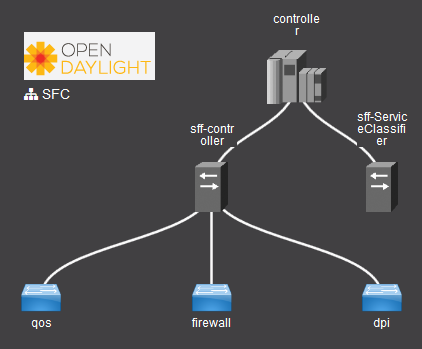 controlle
r
OPEN
DAYLIGHT
SFC
sff-contr
oller
sff-Servic
eClassifi
er
qos
firewall
dpi